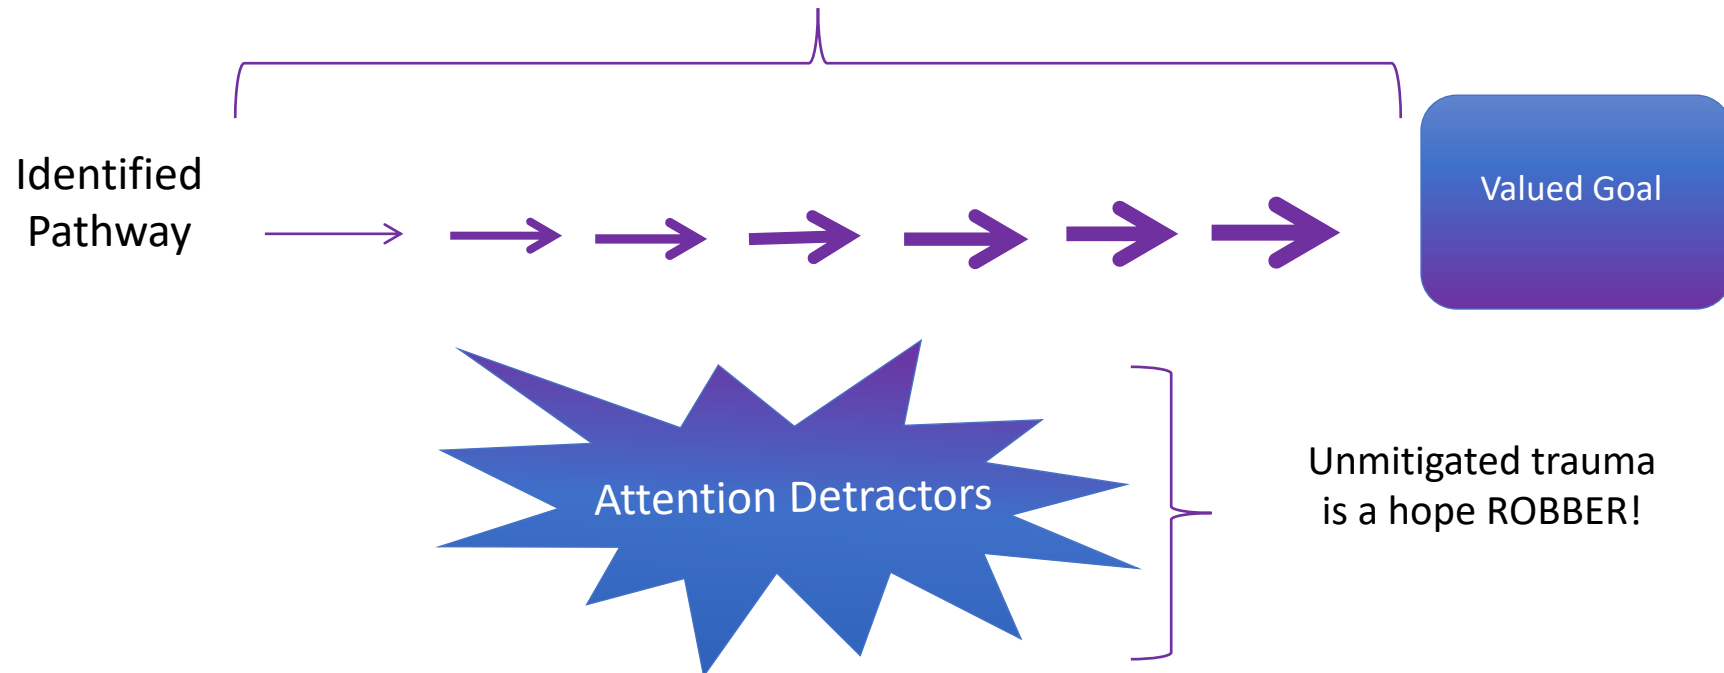 Identified
Pathway
Valued Goal
Attention Detractors
Unmitigated trauma
is a hope ROBBER!